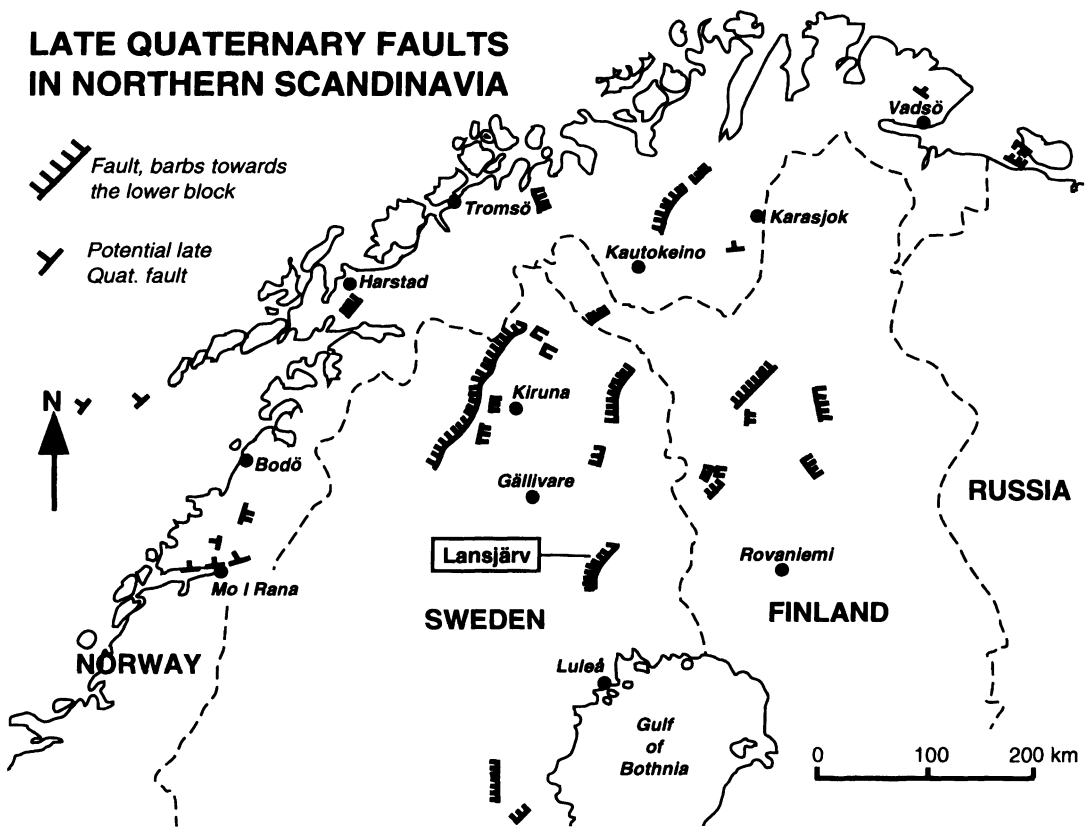 LATE QUATERNARY FAULTS
IN NORTHERN SCANDINAVIA
Fault, barbs towards
the lower block
Potential late
Quat. fault
Vadsö
Tromsö
Karasjok
Kautokeino
Harstad
N
Kiruna
Bodö
Gällivare
RUSSIA
Lansjärv
Rovaniemi
Mo I Rana
SWEDEN
FINLAND
NORWAY
Luleå
Gulf
of
Bothnia
0 100 200 km